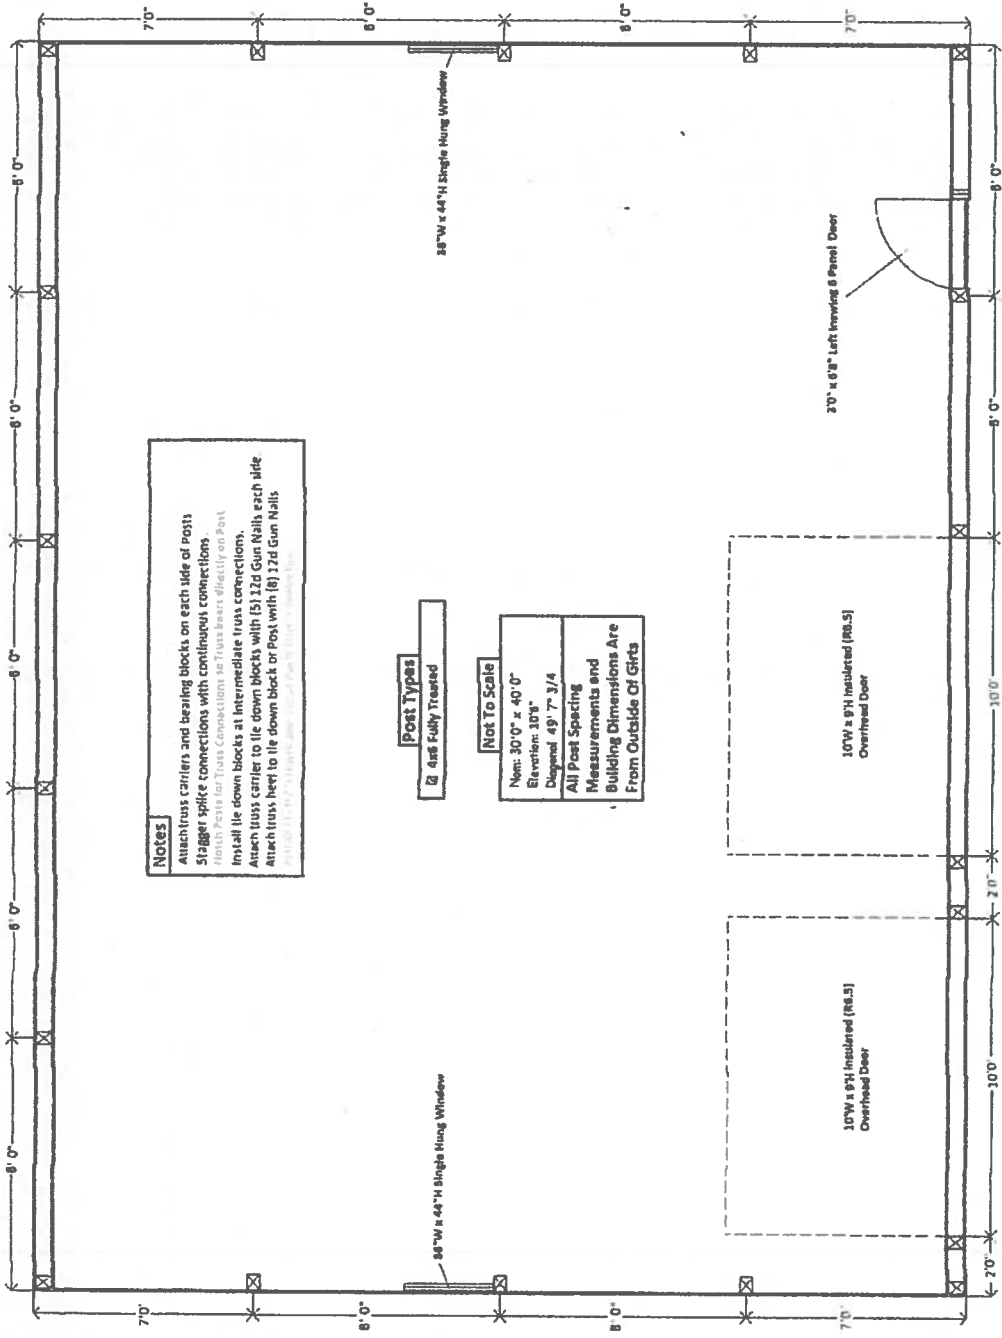 Notes
Attach truss carriers and bearing blocks on each side of Posts
Stagger splice connections with continuous connections.
Notch Posts for Truss Connections so Truss bears directly on Post
Install tie down blocks at intermediate truss connections.
Attach truss carrier to tie down blocks with (5) 12d Gun Nails each side.
Attach truss heel to tie down block or Post with (8) 12d Gun Nails
Post Types
4x6 Fully Treated
Not To Scale
Nom: 30'0" x 40'0"
Elevation: 10'6"
Diagonal 49' 7" 3/4
All Post Spacing
Measurements and
Building Dimensions Are
From Outside Of Girts
36"W x 44"H Single Hung Window
36"W x 44"H Single Hung Window
10'W x 9'H Insulated (R6.5)
Overhead Door
10'W x 9'H Insulated (R6.5)
Overhead Door
3'0" x 6'8" Left Inswing 6 Panel Door
8' 0"
8' 0"
8' 0"
8' 0"
8' 0"
7'0"
8' 0"
8' 0"
7'0"
7'0"
8' 0"
8' 0"
7'0"
2'0"
10'0"
2'0"
10'0"
8' 0"
8' 0"